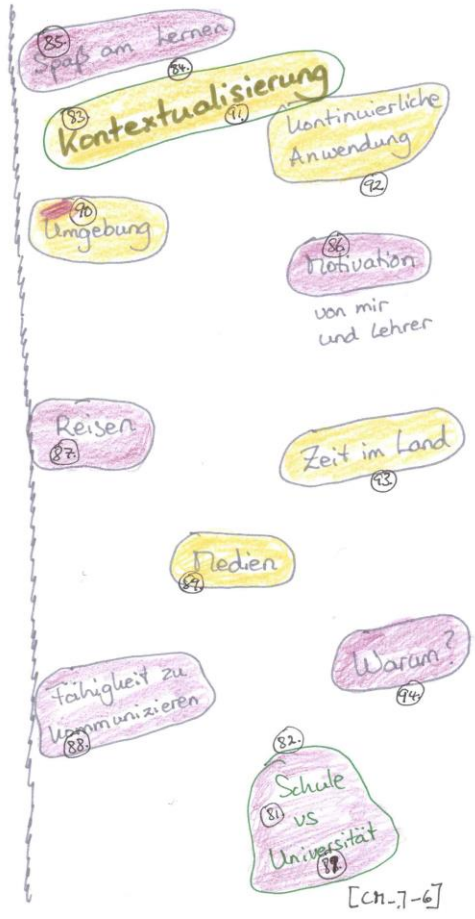 85.
Spaß am Lernen
84.
83.
Kontextualisierung
91.
Kontinuierliche
Anwendung
92
90
Umgebung
86.
Motivation
von mir
und Lehrer
Reisen
87.
Zeit im Land
93.
Medien
89.
Warum?
94.
Fähigkeit zu
kommunizieren
88.
82.
Schule
81
vs
Universität
[CM-7-6]